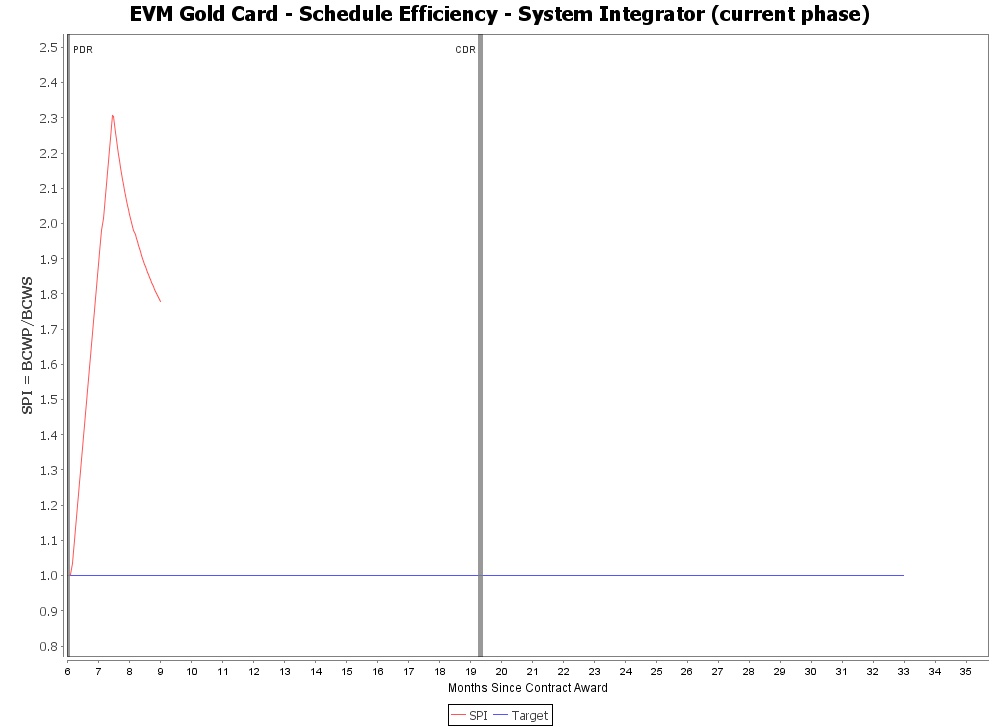 EVM Gold Card - Schedule Efficiency - System Integrator (current phase)
PDR
CDR
SPI = BCWP/BCWS
2.5
2.4
2.3
2.2
2.1
2.0
1.9
1.8
1.7
1.6
1.5
1.4
1.3
1.2
1.1
1.0
0.9
0.8
6 7 8 9 10 11 12 13 14 15 16 17 18 19 20 21 22 23 24 25 26 27 28 29 30 31 32 33 34 35
Months Since Contract Award
SPI Target